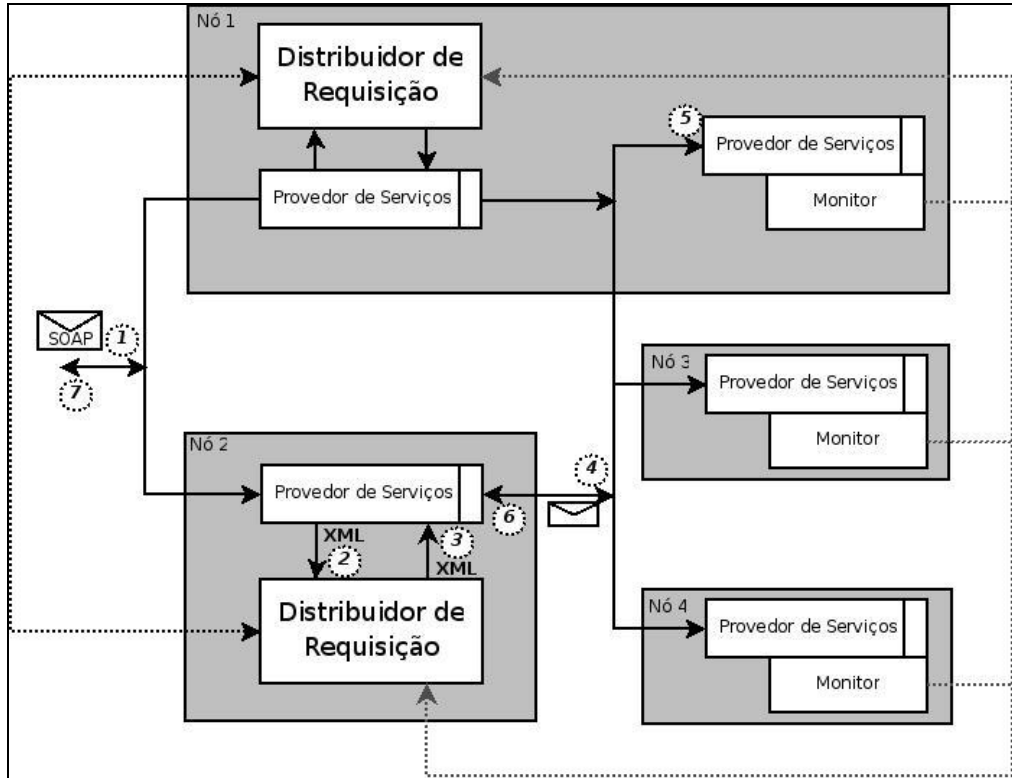 Nó 1
Distribuidor de
Requisição
Provedor de Serviços
5
Provedor de Serviços
Monitor
SOAP
1
7
Nó 3
Provedor de Serviços
Monitor
Nó 2
Provedor de Serviços
4
6
XML
2
3
XML
Distribuidor de
Requisição
Nó 4
Provedor de Serviços
Monitor